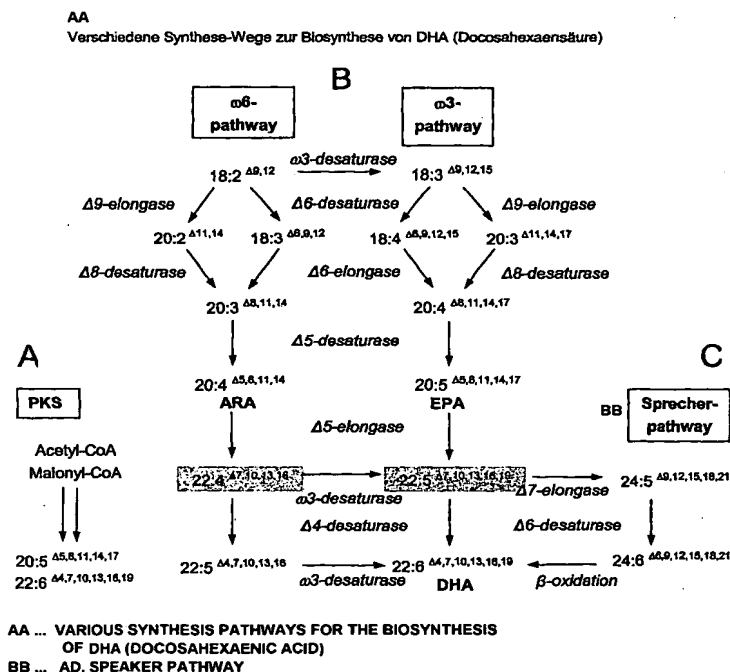 AA
Verschiedene Synthese-Wege zur Biosynthese von DHA (Docosahexaensäure)
B
ω6-
pathway
ω3-
pathway
18:2 Δ9,12
ω3-desaturase
18:3 Δ9,12,15
Δ9-elongase
Δ6-desaturase
Δ9-elongase
20:2 Δ11,14
18:3 Δ6,9,12
18:4 Δ6,9,12,15
20:3 Δ11,14,17
Δ8-desaturase
Δ6-elongase
Δ8-desaturase
20:3 Δ8,11,14
20:4 Δ8,11,14,17
Δ5-desaturase
A
C
20:4 Δ5,8,11,14
20:5 Δ5,8,11,14,17
ARA
EPA
PKS
BB
Sprecher-
pathway
Δ5-elongase
Acetyl-CoA
Malonyl-CoA
22:4 Δ7,10,13,16
22:5 Δ7,10,13,16,19
24:5 Δ9,12,15,18,21
ω3-desaturase
Δ7-elongase
Δ4-desaturase
Δ6-desaturase
20:5 Δ5,8,11,14,17
22:6 Δ4,7,10,13,16,19
22:5 Δ4,7,10,13,16
22:6 Δ4,7,10,13,16,19
24:6 Δ6,9,12,15,18,21
ω3-desaturase
DHA
β-oxidation
AA ... VARIOUS SYNTHESIS PATHWAYS FOR THE BIOSYNTHESIS
OF DHA (DOCOSAHEXAENIC ACID)
BB ... AD. SPEAKER PATHWAY